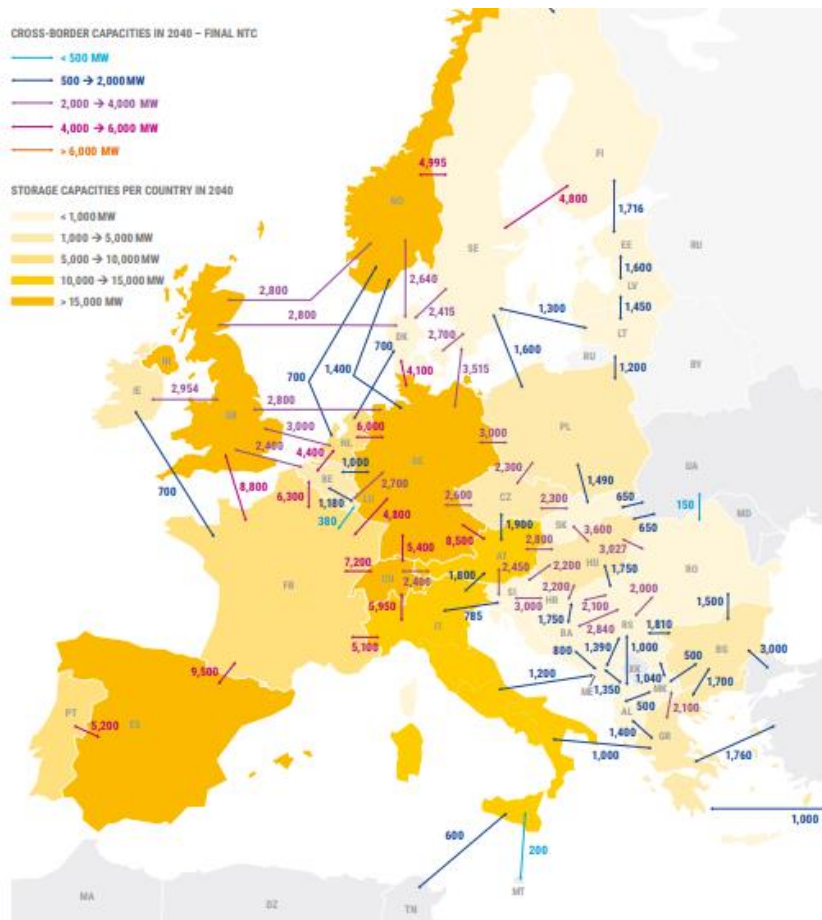 CROSS-BORDER CAPACITIES IN 2040 – FINAL NTC
< 500 MW
500 → 2,000 MW
2,000 → 4,000 MW
4,000 → 6,000 MW
> 6,000 MW
STORAGE CAPACITIES PER COUNTRY IN 2040
< 1,000 MW
1,000 → 5,000 MW
5,000 → 10,000 MW
10,000 → 15,000 MW
> 15,000 MW
4,995
FI
NO
4,800
1,716
SE
EE
RU
1,600
2,640
LV
2,800
1,450
2,415
1,300
2,800
LT
DK
2,700
700
1,600
RU
BY
1,400
1,200
NI
4,100
3,515
IE
2,954
700
GB
2,800
3,000
6,000
PL
NL
3,000
DE
2,400
4,400
2,300
1,000
BE
1,490
UA
700
8,800
2,700
CZ
6,300
1,180
LU
2,600
2,300
650
150
380
4,800
1,900
SK
650
MD
8,500
3,600
5,400
AT
2,800
3,027
HU
FR
7,200
2,450
2,200
1,750
RO
2,400
1,800
SI
2,200
2,000
5,950
HR
3,000
2,100
1,500
785
1,750
IT
BA
2,840
RS
1,810
5,100
800
1,390
1,000
500
BG
3,000
9,500
XK
1,200
1,040
ME
1,350
MK
1,700
500
PT
ES
AL
2,100
5,200
1,400
GR
1,000
1,760
1,000
600
200
MA
DZ
TN
MT